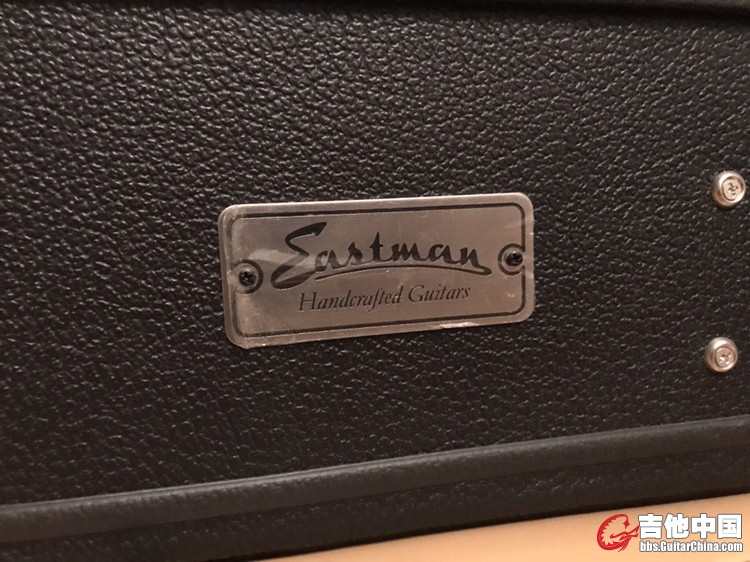 Eastman
Handcrafted Guitars
吉他中国
bbs.GuitarChina.com